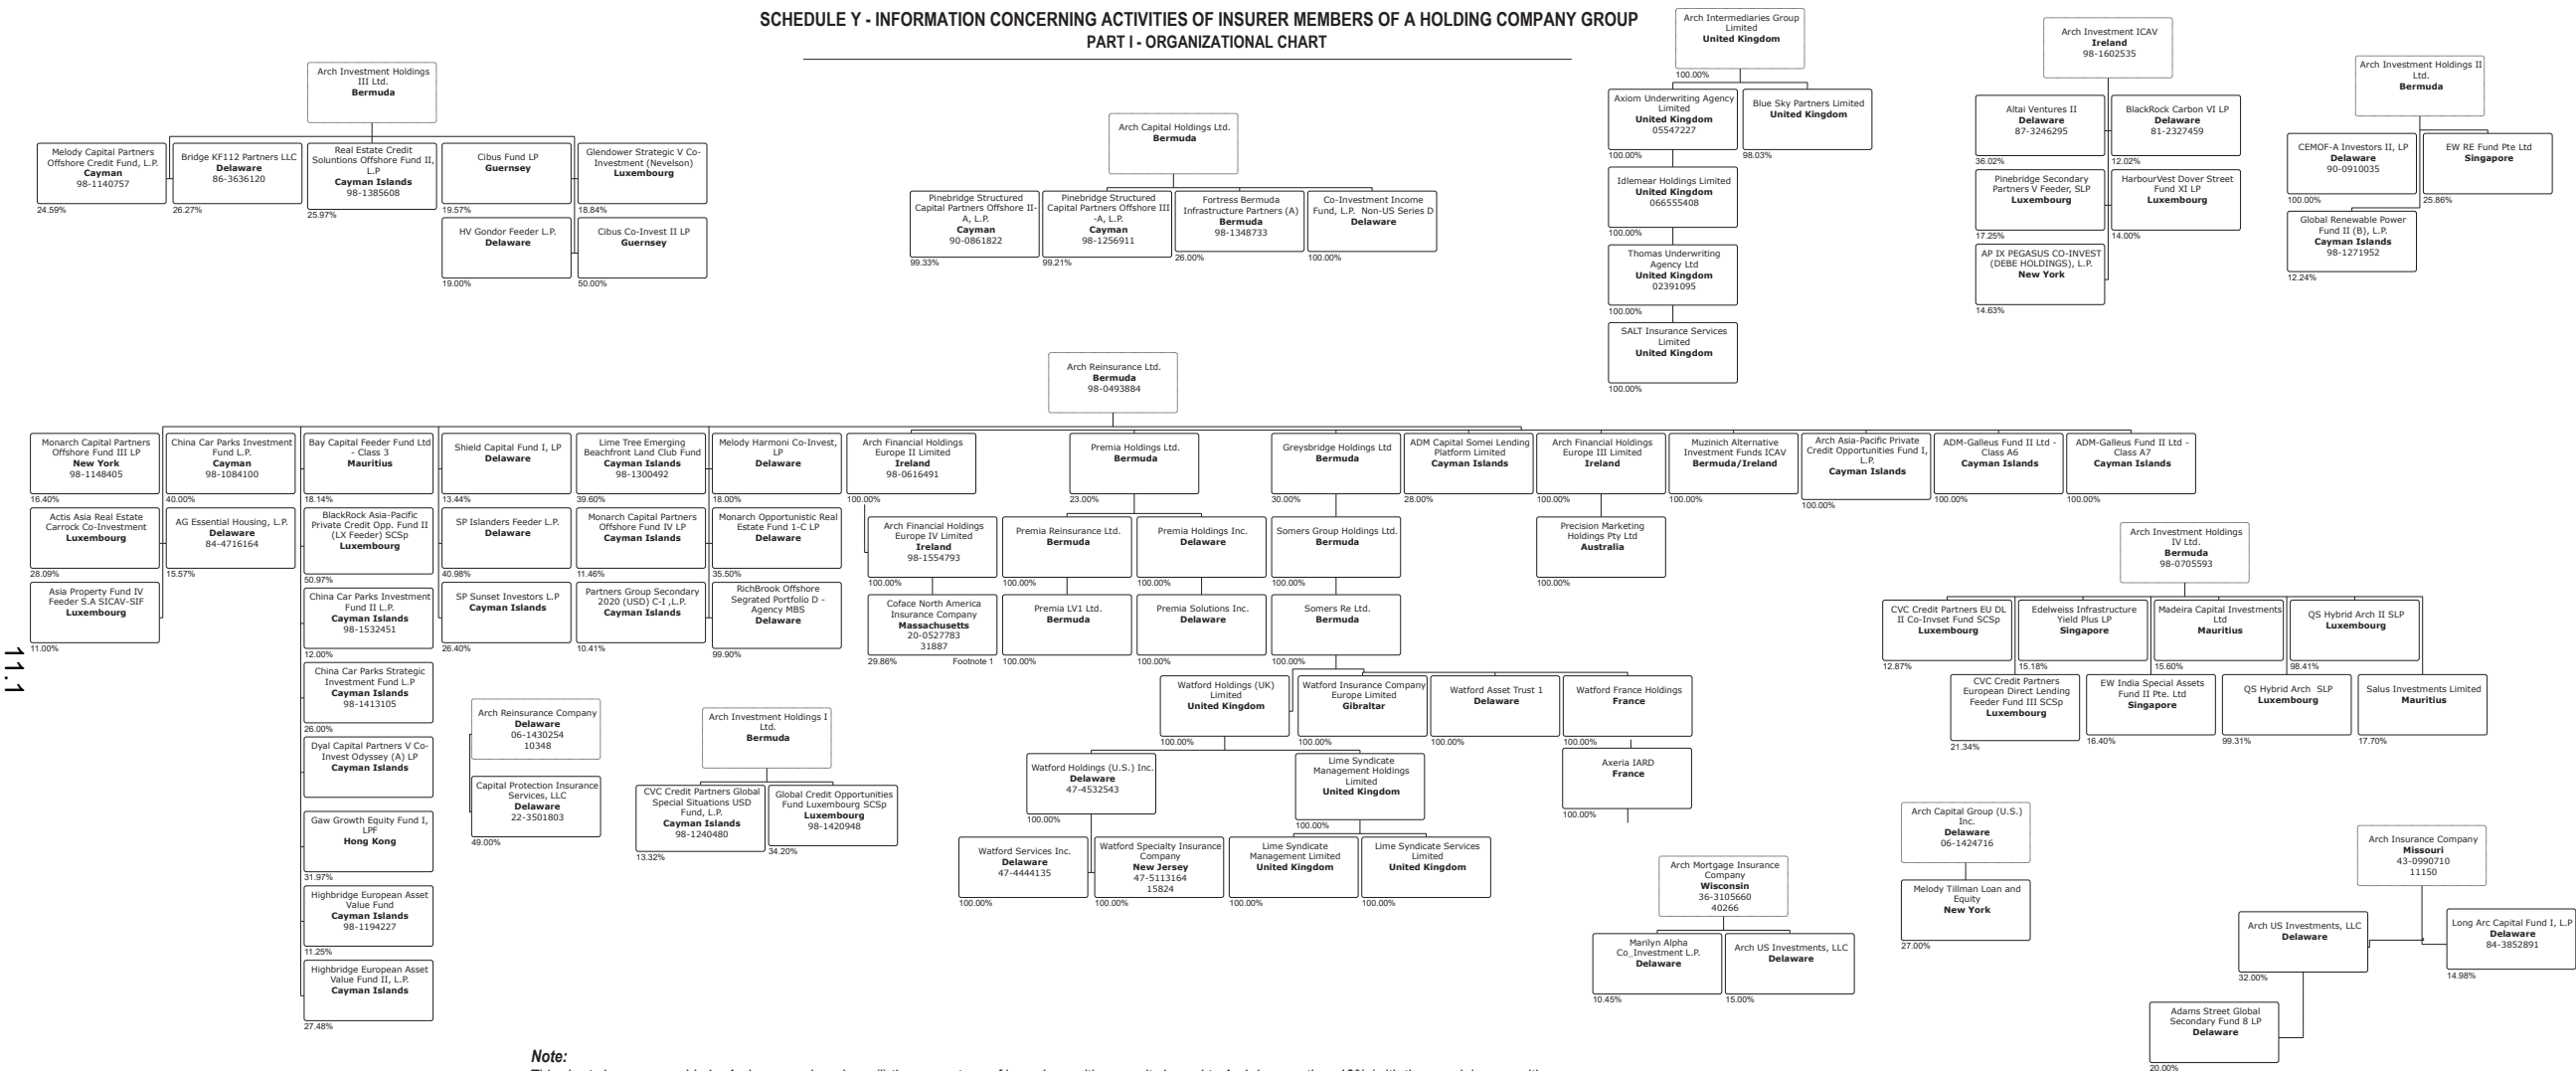 SCHEDULE Y - INFORMATION CONCERNING ACTIVITIES OF INSURER MEMBERS OF A HOLDING COMPANY GROUP
PART I - ORGANIZATIONAL CHART
Arch Investment Holdings
III Ltd.
Bermuda
Melody Capital Partners
Offshore Credit Fund, L.P.
Cayman
98-1140757
24.59%
Bridge KF112 Partners LLC
Delaware
86-3636120
26.27%
Real Estate Credit
Soluntions Offshore Fund II,
L.P
Cayman Islands
98-1385608
25.97%
Cibus Fund LP
Guernsey
19.57%
Glendower Strategic V Co-
Investment (Nevelson)
Luxembourg
18.84%
HV Gondor Feeder L.P.
Delaware
19.00%
Cibus Co-Invest II LP
Guernsey
50.00%
Arch Capital Holdings Ltd.
Bermuda
Pinebridge Structured
Capital Partners Offshore II-
A, L.P.
Cayman
90-0861822
99.33%
Pinebridge Structured
Capital Partners Offshore III
-A, L.P.
Cayman
98-1256911
99.21%
Fortress Bermuda
Infrastructure Partners (A)
Bermuda
98-1348733
26.00%
Co-Investment Income
Fund, L.P. Non-US Series D
Delaware
100.00%
Arch Intermediaries Group
Limited
United Kingdom
100.00%
Axiom Underwriting Agency
Limited
United Kingdom
05547227
100.00%
Blue Sky Partners Limited
United Kingdom
98.03%
Idlemear Holdings Limited
United Kingdom
066555408
100.00%
Thomas Underwriting
Agency Ltd
United Kingdom
02391095
100.00%
SALT Insurance Services
Limited
United Kingdom
100.00%
Arch Investment ICAV
Ireland
98-1602535
Altai Ventures II
Delaware
87-3246295
36.02%
BlackRock Carbon VI LP
Delaware
81-2327459
12.02%
Pinebridge Secondary
Partners V Feeder, SLP
Luxembourg
17.25%
HarbourVest Dover Street
Fund XI LP
Luxembourg
14.00%
AP IX PEGASUS CO-INVEST
(DEBE HOLDINGS), L.P.
New York
14.63%
Arch Investment Holdings II
Ltd.
Bermuda
CEMOF-A Investors II, LP
Delaware
90-0910035
100.00%
EW RE Fund Pte Ltd
Singapore
25.86%
Global Renewable Power
Fund II (B), L.P.
Cayman Islands
98-1271952
12.24%
Arch Reinsurance Ltd.
Bermuda
98-0493884
Monarch Capital Partners
Offshore Fund III LP
New York
98-1148405
16.40%
China Car Parks Investment
Fund L.P.
Cayman
98-1084100
40.00%
Bay Capital Feeder Fund Ltd
- Class 3
Mauritius
18.14%
Shield Capital Fund I, LP
Delaware
13.44%
Lime Tree Emerging
Beachfront Land Club Fund
Cayman Islands
98-1300492
39.60%
Melody Harmoni Co-Invest,
LP
Delaware
18.00%
Arch Financial Holdings
Europe II Limited
Ireland
98-0616491
100.00%
Premia Holdings Ltd.
Bermuda
23.00%
Greysbridge Holdings Ltd
Bermuda
30.00%
ADM Capital Somei Lending
Platform Limited
Cayman Islands
28.00%
Arch Financial Holdings
Europe III Limited
Ireland
100.00%
Muzinich Alternative
Investment Funds ICAV
Bermuda/Ireland
100.00%
Arch Asia-Pacific Private
Credit Opportunities Fund I,
L.P.
Cayman Islands
100.00%
ADM-Galleus Fund II Ltd -
Class A6
Cayman Islands
100.00%
ADM-Galleus Fund II Ltd -
Class A7
Cayman Islands
100.00%
Actis Asia Real Estate
Carrock Co-Investment
Luxembourg
28.09%
AG Essential Housing, L.P.
Delaware
84-4716164
15.57%
BlackRock Asia-Pacific
Private Credit Opp. Fund II
(LX Feeder) SCSp
Luxembourg
50.97%
SP Islanders Feeder L.P.
Delaware
40.98%
Monarch Capital Partners
Offshore Fund IV LP
Cayman Islands
11.46%
Monarch Opportunistic Real
Estate Fund 1-C LP
Delaware
35.50%
Arch Financial Holdings
Europe IV Limited
Ireland
98-1554793
100.00%
Premia Reinsurance Ltd.
Bermuda
100.00%
Premia Holdings Inc.
Delaware
100.00%
Somers Group Holdings Ltd.
Bermuda
100.00%
Precision Marketing
Holdings Pty Ltd
Australia
100.00%
Asia Property Fund IV
Feeder S.A SICAV-SIF
Luxembourg
11.00%
China Car Parks Investment
Fund II L.P.
Cayman Islands
98-1532451
12.00%
SP Sunset Investors L.P
Cayman Islands
26.40%
Partners Group Secondary
2020 (USD) C-I ,L.P.
Cayman Islands
10.41%
RichBrook Offshore
Segrated Portfolio D -
Agency MBS
Delaware
99.90%
Coface North America
Insurance Company
Massachusetts
20-0527783
31887
29.86% Footnote 1
Premia LV1 Ltd.
Bermuda
100.00%
Premia Solutions Inc.
Delaware
100.00%
Somers Re Ltd.
Bermuda
100.00%
China Car Parks Strategic
Investment Fund L.P
Cayman Islands
98-1413105
26.00%
Dyal Capital Partners V Co-
Invest Odyssey (A) LP
Cayman Islands
Gaw Growth Equity Fund I,
LPF
Hong Kong
31.97%
Highbridge European Asset
Value Fund
Cayman Islands
98-1194227
11.25%
Highbridge European Asset
Value Fund II, L.P.
Cayman Islands
27.48%
Arch Reinsurance Company
Delaware
06-1430254
10348
Capital Protection Insurance
Services, LLC
Delaware
22-3501803
49.00%
Arch Investment Holdings I
Ltd.
Bermuda
CVC Credit Partners Global
Special Situations USD
Fund, L.P.
Cayman Islands
98-1240480
13.32%
Global Credit Opportunities
Fund Luxembourg SCSp
Luxembourg
98-1420948
34.20%
Watford Holdings (UK)
Limited
United Kingdom
100.00%
Watford Insurance Company
Europe Limited
Gibraltar
100.00%
Watford Asset Trust 1
Delaware
100.00%
Watford France Holdings
France
100.00%
Watford Holdings (U.S.) Inc.
Delaware
47-4532543
100.00%
Lime Syndicate
Management Holdings
Limited
United Kingdom
100.00%
Axeria IARD
France
100.00%
Watford Services Inc.
Delaware
47-4444135
100.00%
Watford Specialty Insurance
Company
New Jersey
47-5113164
15824
100.00%
Lime Syndicate
Management Limited
United Kingdom
100.00%
Lime Syndicate Services
Limited
United Kingdom
100.00%
Arch Investment Holdings
IV Ltd.
Bermuda
98-0705593
CVC Credit Partners EU DL
II Co-Invset Fund SCSp
Luxembourg
12.87%
Edelweiss Infrastructure
Yield Plus LP
Singapore
15.18%
Madeira Capital Investments
Ltd
Mauritius
15.60%
QS Hybrid Arch II SLP
Luxembourg
98.41%
CVC Credit Partners
European Direct Lending
Feeder Fund III SCSp
Luxembourg
21.34%
EW India Special Assets
Fund II Pte. Ltd
Singapore
16.40%
QS Hybrid Arch SLP
Luxembourg
99.31%
Salus Investments Limited
Mauritius
17.70%
Arch Mortgage Insurance
Company
Wisconsin
36-3105660
40266
Marilyn Alpha
Co_Investment L.P.
Delaware
10.45%
Arch US Investments, LLC
Delaware
15.00%
Arch Capital Group (U.S.)
Inc.
Delaware
06-1424716
Melody Tillman Loan and
Equity
New York
27.00%
Arch Insurance Company
Missouri
43-0990710
11150
Arch US Investments, LLC
Delaware
32.00%
Long Arc Capital Fund I, L.P
Delaware
84-3852891
14.98%
Adams Street Global
Secondary Fund 8 LP
Delaware
20.00%
11.1
Note: